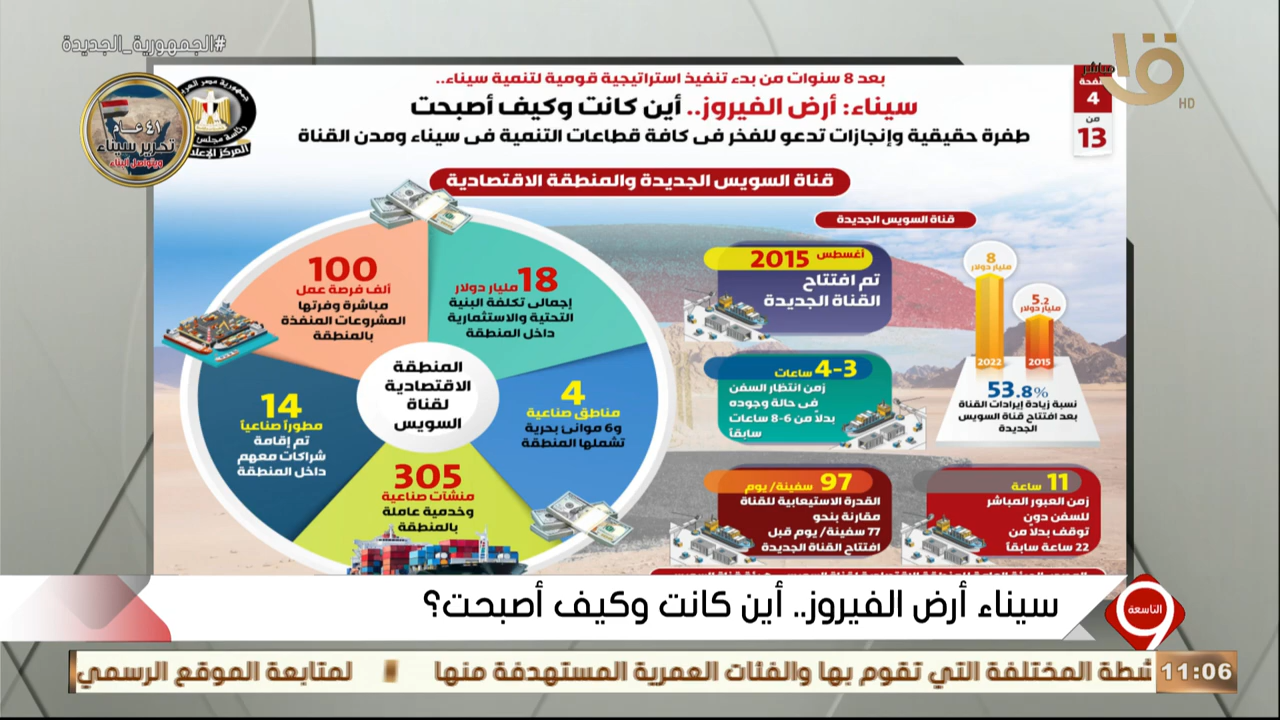 #الجمهورية_الجديدة
مباشر
HD
صفحة
4
من
13
بعد 8 سنوات من بدء تنفيذ استراتيجية قومية لتنمية سيناء..
سيناء: أرض الفيروز.. أين كانت وكيف أصبحت
طفرة حقيقية وإنجازات تدعو للفخر فى كافة قطاعات التنمية فى سيناء ومدن القناة
٤١ عام
تحرير سيناء
ويتواصل البناء
قناة السويس الجديدة والمنطقة الاقتصادية
قناة السويس الجديدة
8
مليار دولار
5.2
مليار دولار
2022
2015
53.8%
نسبة زيادة إيرادات القناة
بعد افتتاح قناة السويس
الجديدة
أغسطس 2015
تم افتتاح
القناة الجديدة
3-4 ساعات
زمن انتظار السفن
فى حالة وجوده
بدلاً من 6-8 ساعات
سابقاً
11 ساعة
زمن العبور المباشر
للسفن دون
توقف بدلاً من
22 ساعة سابقاً
97 سفينة/ يوم
القدرة الاستيعابية للقناة
مقارنة بنحو
77 سفينة/ يوم قبل
افتتاح القناة الجديدة
المنطقة
الاقتصادية
لقناة
السويس
18 مليار دولار
إجمالى تكلفة البنية
التحتية والاستثمارية
داخل المنطقة
4
مناطق صناعية
و6 موانئ بحرية
تشملها المنطقة
305
منشآت صناعية
وخدمية عاملة
بالمنطقة
14
مطوراً صناعياً
تم إقامة
شراكات معهم
داخل المنطقة
100
ألف فرصة عمل
مباشرة وفرتها
المشروعات المنفذة
بالمنطقة
التاسعة
سيناء أرض الفيروز.. أين كانت وكيف أصبحت؟
11:06
شطة المختلفة التي تقوم بها والفئات العمرية المستهدفة منها
لمتابعة الموقع الرسمي